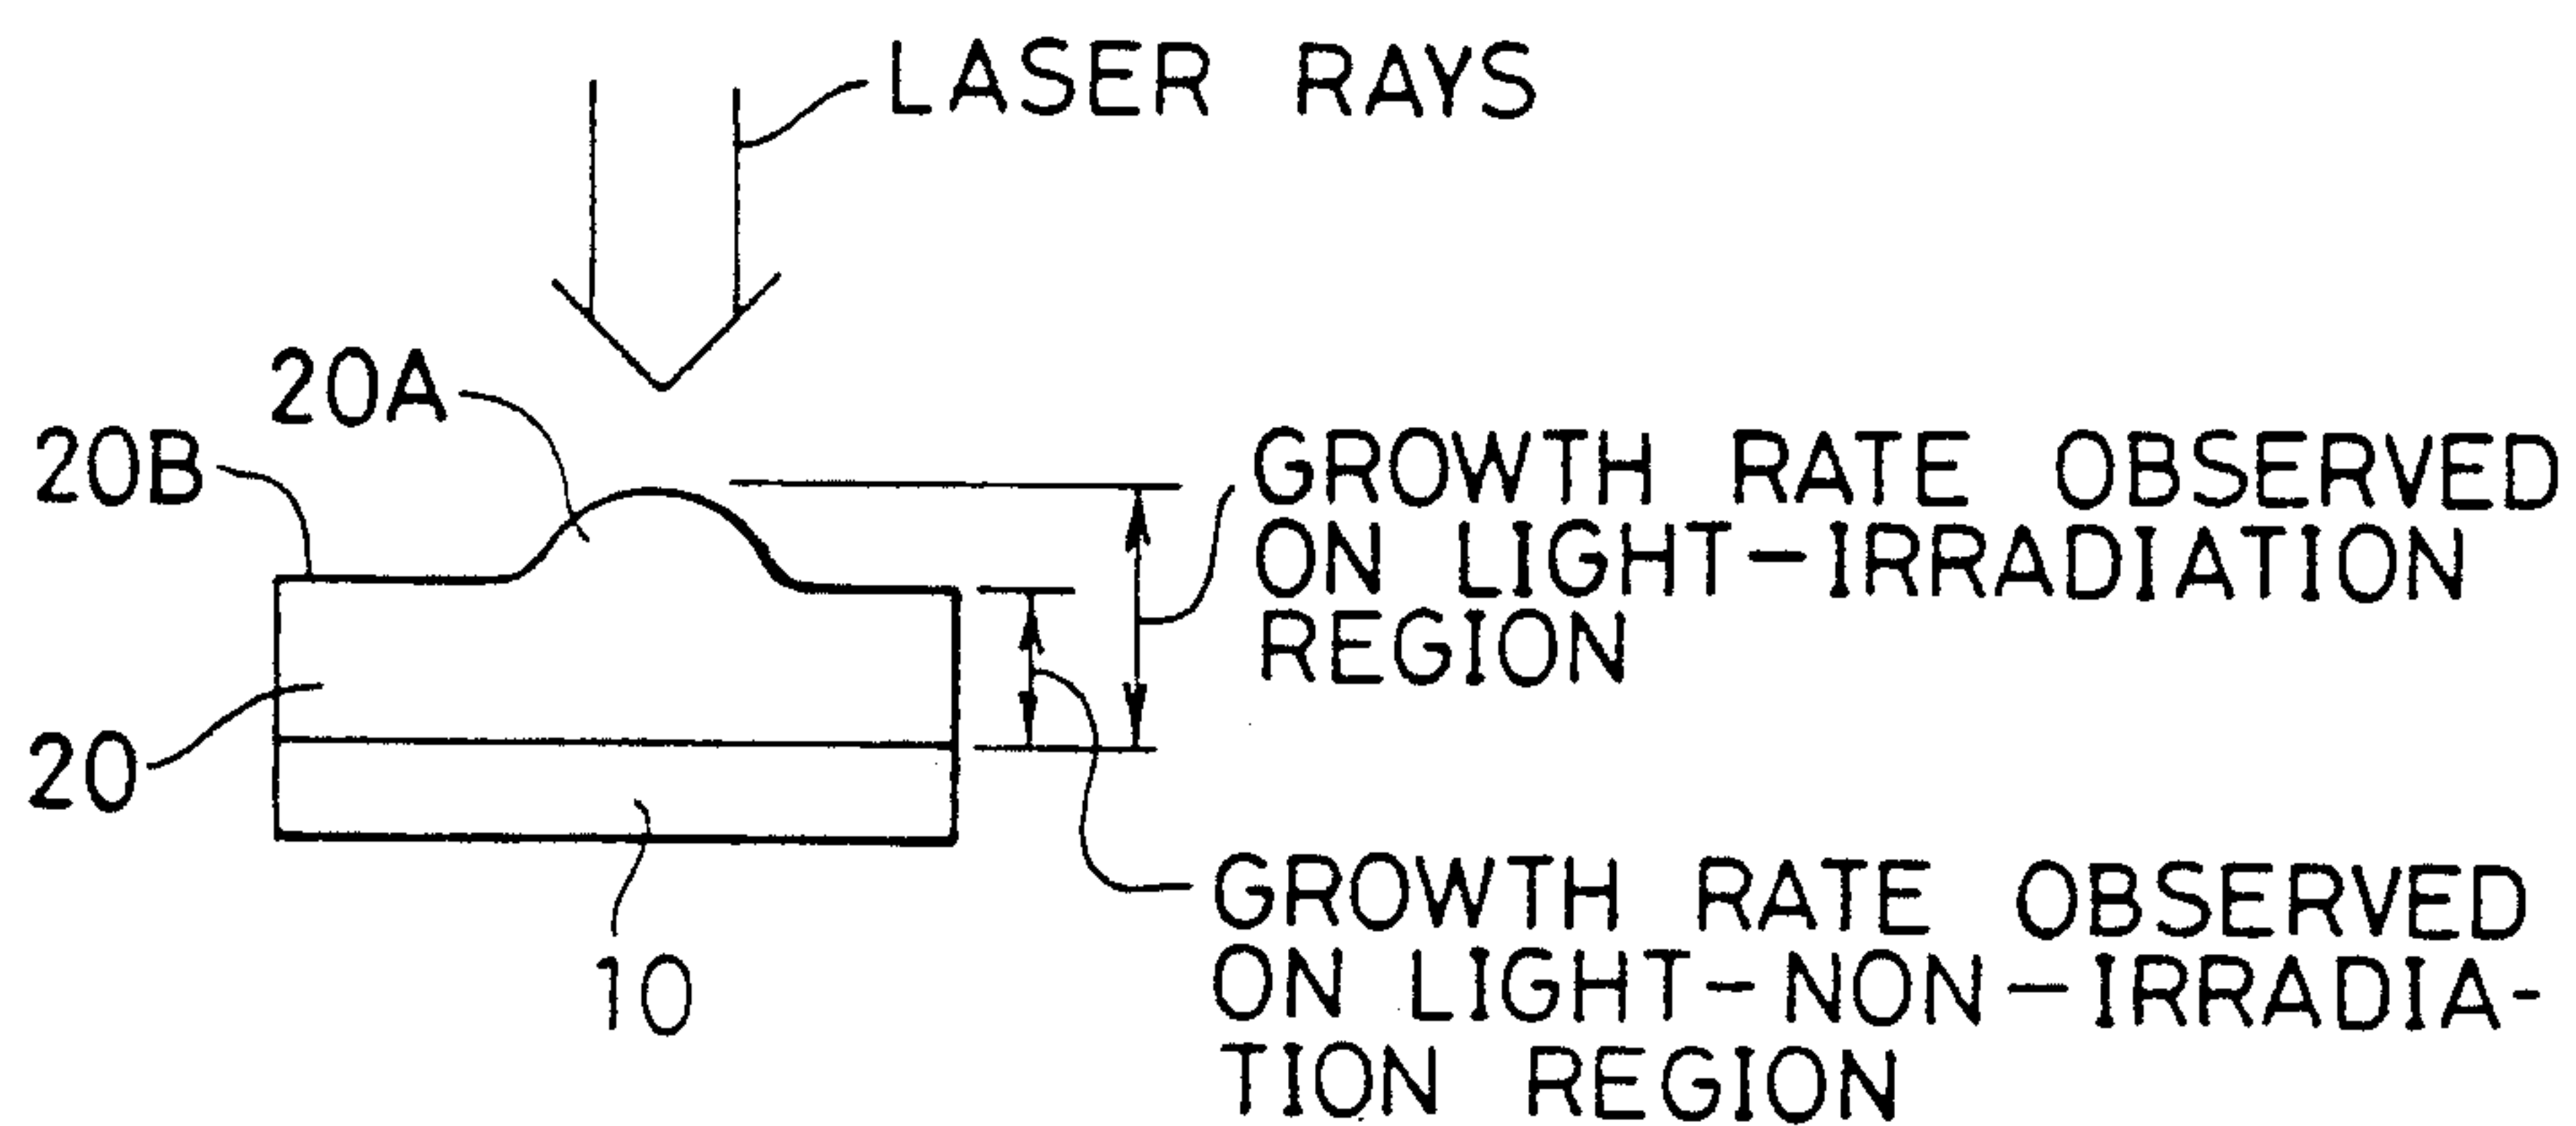 LASER RAYS
20A
20B
GROWTH RATE OBSERVED
ON LIGHT-IRRADIATION
REGION
20
10
GROWTH RATE OBSERVED
ON LIGHT-NON-IRRADIA-
TION REGION